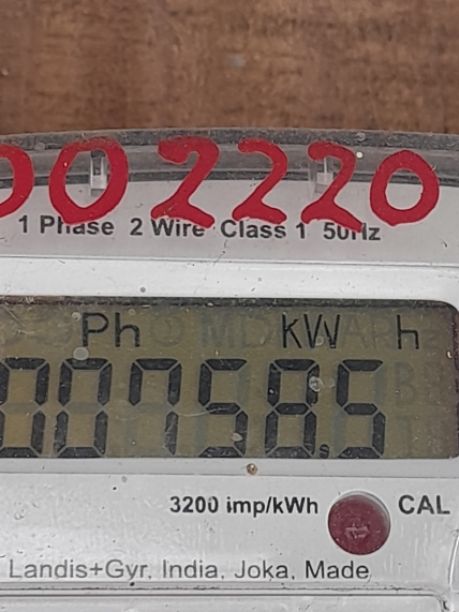 002220
1 Phase 2 Wire Class 1 50Hz
Ph kW h
00758.5
3200 imp/kWh CAL
Landis+Gyr, India, Joka, Made